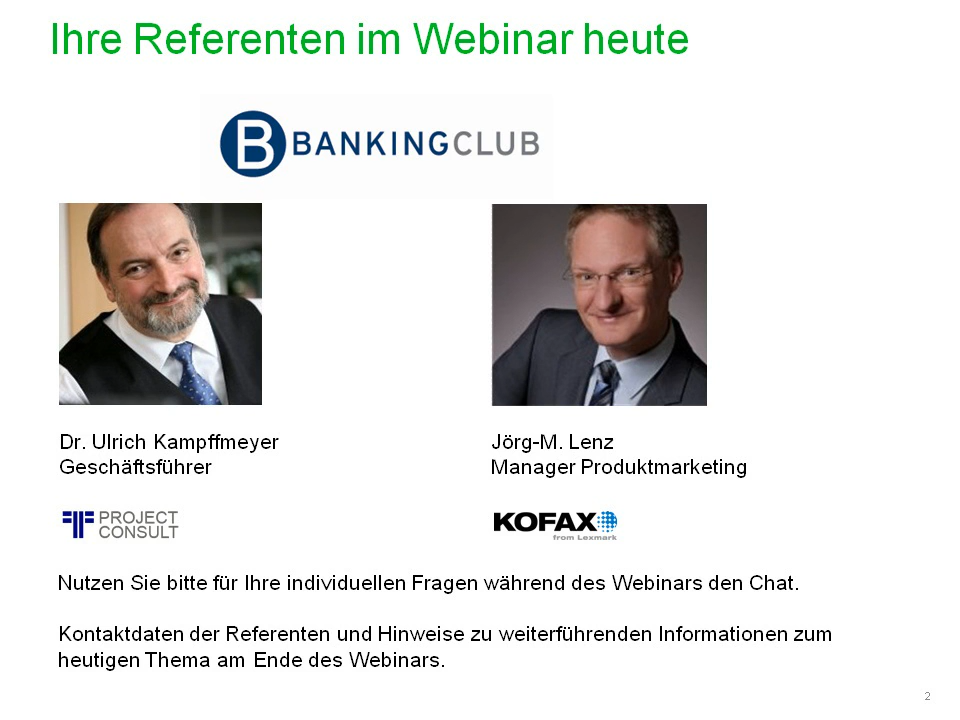 Ihre Referenten im Webinar heute
B BANKINGCLUB
Dr. Ulrich Kampffmeyer
Geschäftsführer
Jörg-M. Lenz
Manager Produktmarketing
PROJECT
CONSULT
KOFAX
from Lexmark
Nutzen Sie bitte für Ihre individuellen Fragen während des Webinars den Chat.
Kontaktdaten der Referenten und Hinweise zu weiterführenden Informationen zum
heutigen Thema am Ende des Webinars.
2